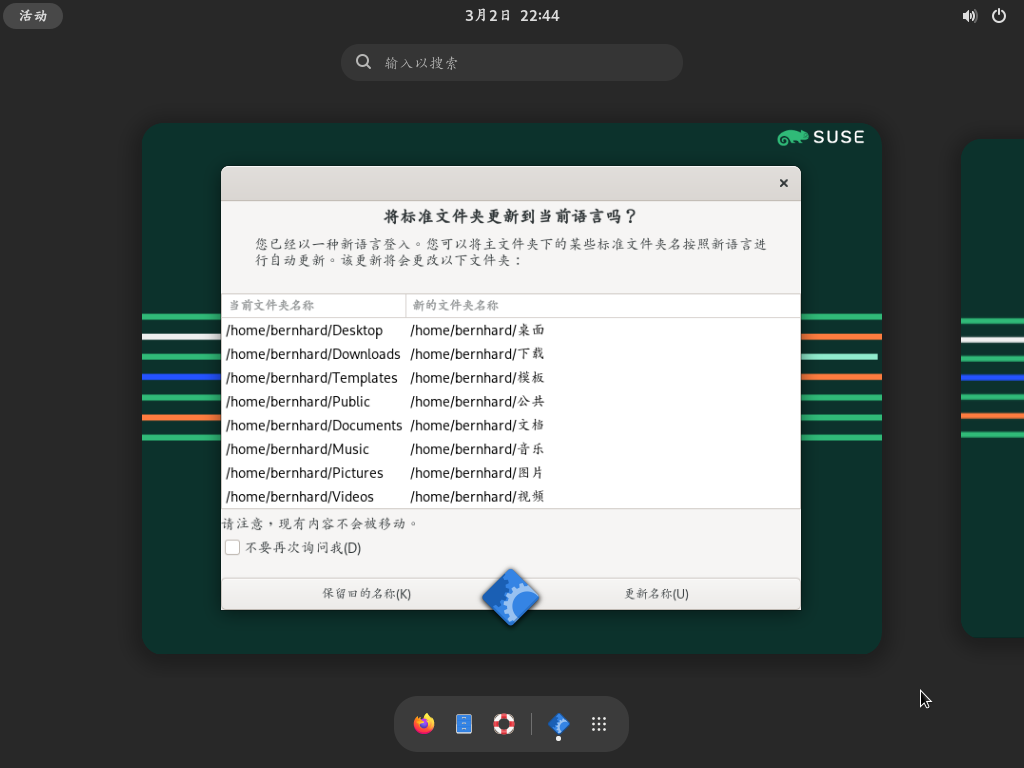 活动
3月2日 22:44
输入以搜索
SUSE
将标准文件夹更新到当前语言吗？
您已经以一种新语言登入。您可以将主文件夹下的某些标准文件夹名按照新语言进
行自动更新。该更新将会更改以下文件夹：
当前文件夹名称 新的文件夹名称
/home/bernhard/Desktop /home/bernhard/桌面
/home/bernhard/Downloads /home/bernhard/下载
/home/bernhard/Templates /home/bernhard/模板
/home/bernhard/Public /home/bernhard/公共
/home/bernhard/Documents /home/bernhard/文档
/home/bernhard/Music /home/bernhard/音乐
/home/bernhard/Pictures /home/bernhard/图片
/home/bernhard/Videos /home/bernhard/视频
请注意，现有内容不会被移动。
不要再次询问我(D)
保留旧的名称(K) 更新名称(U)